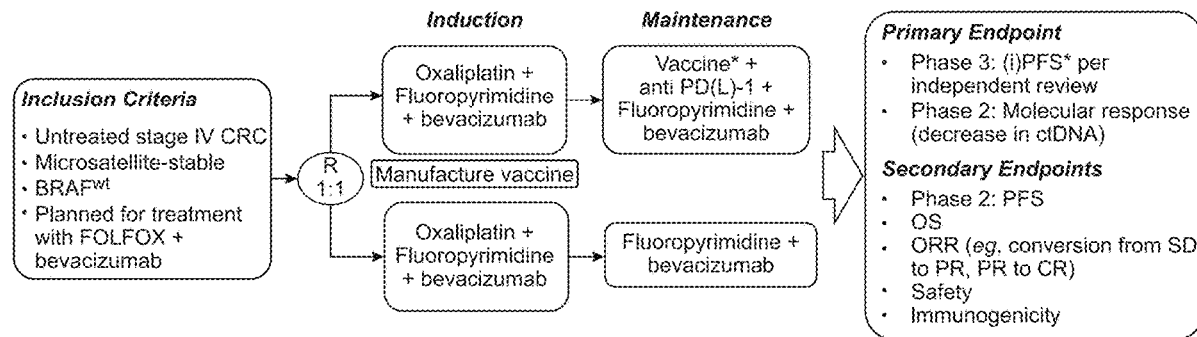 Inclusion Criteria
• Untreated stage IV CRC
• Microsatellite-stable
• BRAFwt
• Planned for treatment
with FOLFOX +
bevacizumab
R
1:1
Induction
Oxaliplatin +
Fluoropyrimidine
+ bevacizumab
Manufacture vaccine
Oxaliplatin +
Fluoropyrimidine
+ bevacizumab
Maintenance
Vaccine* +
anti PD(L)-1 +
Fluoropyrimidine +
bevacizumab
Fluoropyrimidine +
bevacizumab
Primary Endpoint
• Phase 3: (i)PFS* per
independent review
• Phase 2: Molecular response
(decrease in ctDNA)
Secondary Endpoints
• Phase 2: PFS
• OS
• ORR (eg. conversion from SD
to PR, PR to CR)
• Safety
• Immunogenicity